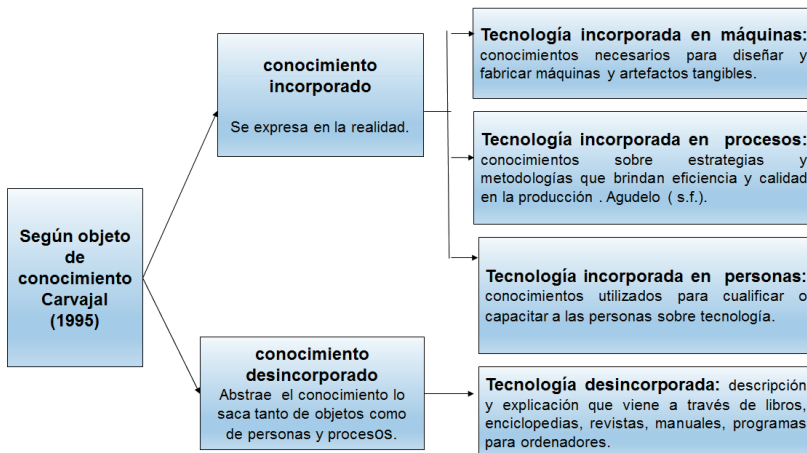 Según objeto
de
conocimiento
Carvajal
(1995)
conocimiento
incorporado
Se expresa en la realidad.
Tecnología incorporada en máquinas:
conocimientos necesarios para diseñar y
fabricar máquinas y artefactos tangibles.
Tecnología incorporada en procesos:
conocimientos sobre estrategias y
metodologías que brindan eficiencia y calidad
en la producción . Agudelo ( s.f.).
Tecnología incorporada en personas:
conocimientos utilizados para cualificar o
capacitar a las personas sobre tecnología.
conocimiento
desincorporado
Abstrae el conocimiento lo
saca tanto de objetos como
de personas y procesos.
Tecnología desincorporada: descripción
y explicación que viene a través de libros,
enciclopedias, revistas, manuales, programas
para ordenadores.